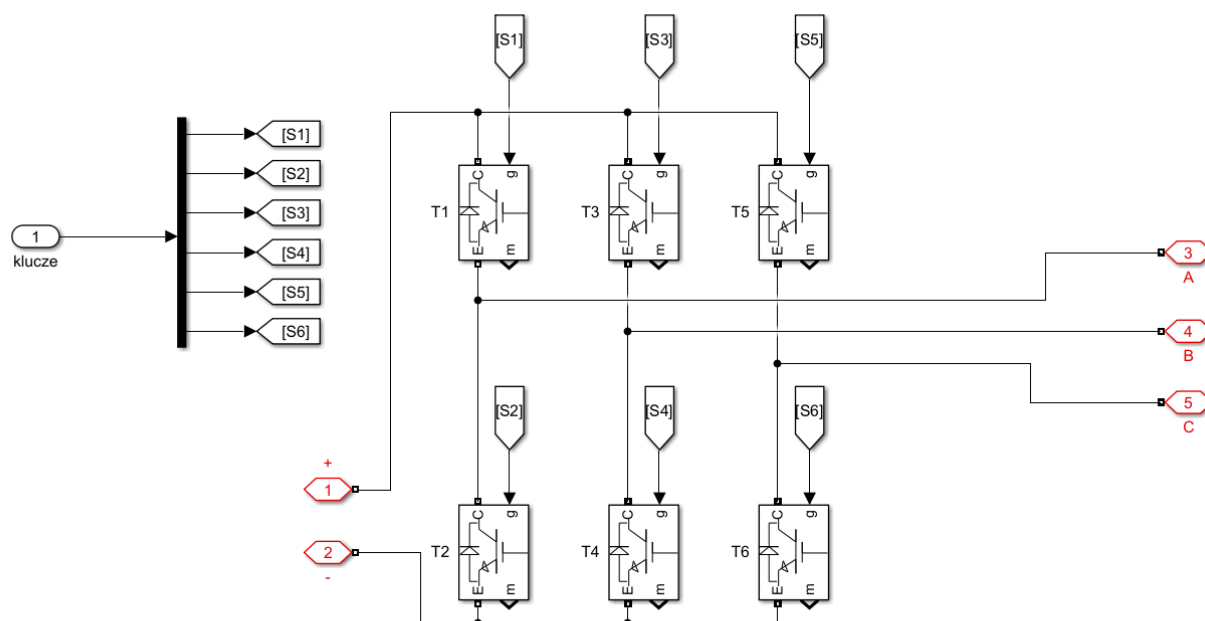 [S1]
[S3]
[S5]
[S1]
[S2]
[S3]
[S4]
[S5]
[S6]
1
klucze
C
g
T1
E
m
C
g
T3
E
m
C
g
T5
E
m
3
A
4
B
5
C
[S2]
[S4]
[S6]
+
1
2
-
C
g
T2
E
m
C
g
T4
E
m
C
g
T6
E
m